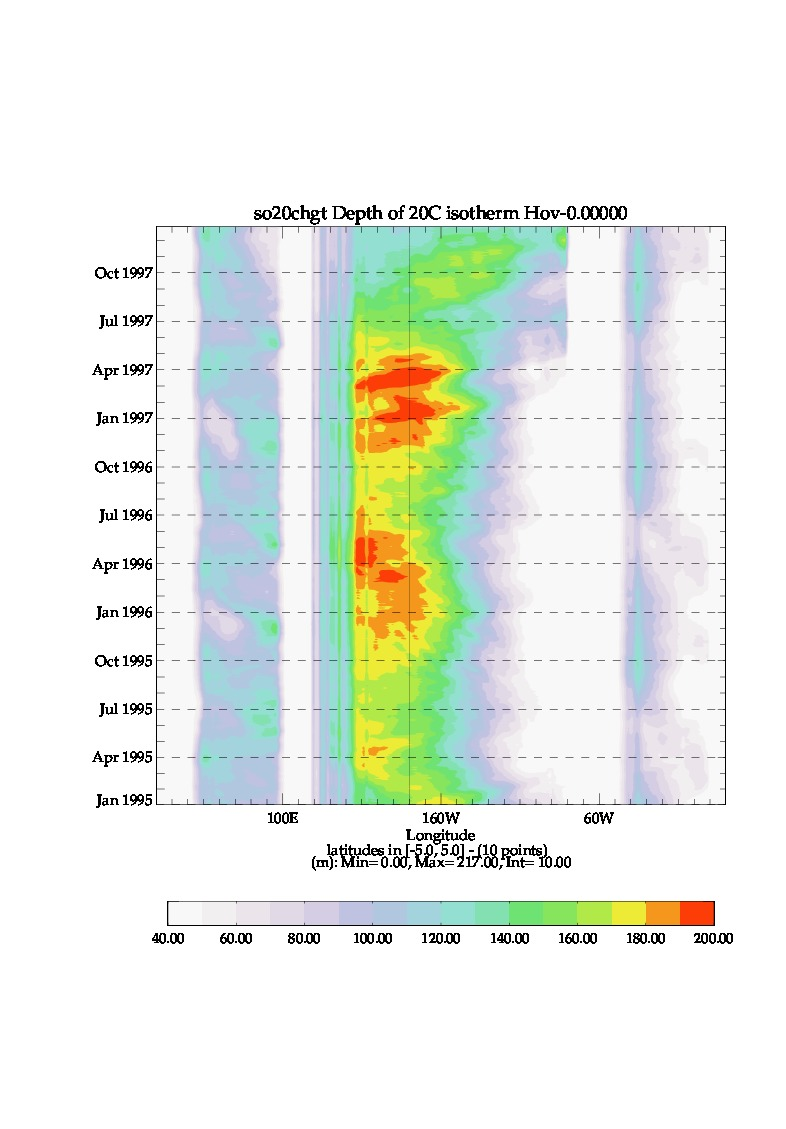 so20chgt Depth of 20C isotherm Hov-0.00000
Oct 1997
Jul 1997
Apr 1997
Jan 1997
Oct 1996
Jul 1996
Apr 1996
Jan 1996
Oct 1995
Jul 1995
Apr 1995
Jan 1995
100E 160W 60W
Longitude
latitudes in [-5.0, 5.0] - (10 points)
(m): Min= 0.00, Max= 217.00, Int= 10.00
40.00 60.00 80.00 100.00 120.00 140.00 160.00 180.00 200.00